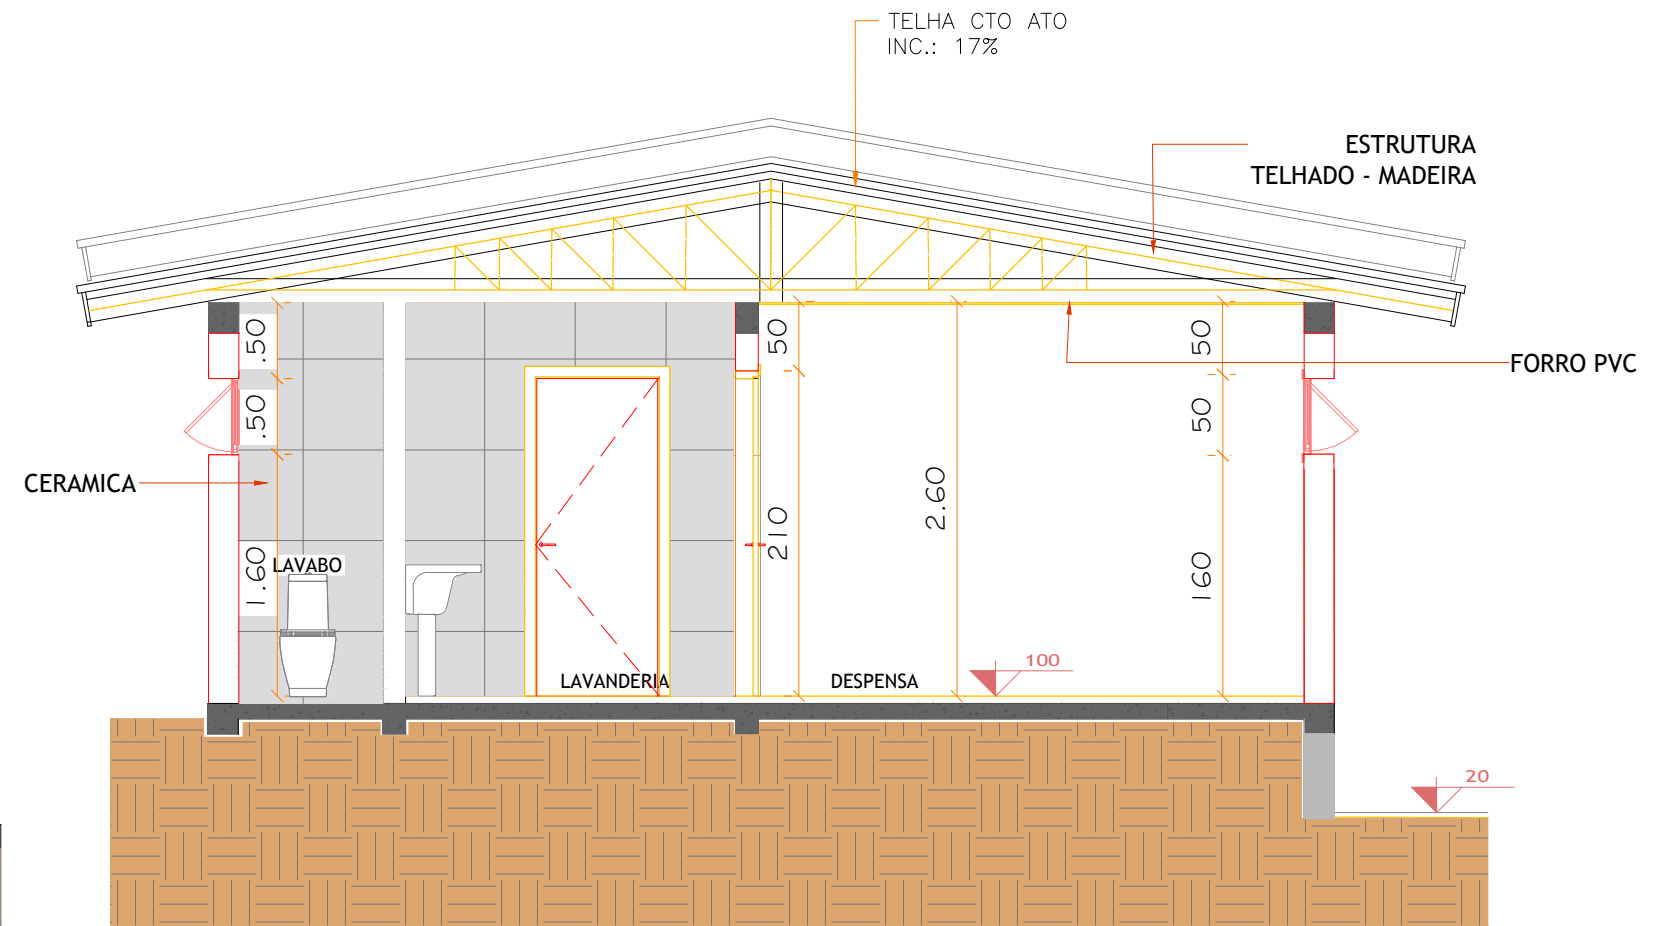 TELHA CTO ATO
INC.: 17%
ESTRUTURA
TELHADO - MADEIRA
.50
50
50
FORRO PVC
.50
50
CERAMICA
2.60
210
1.60
LAVABO
160
100
LAVANDERIA
DESPENSA
20